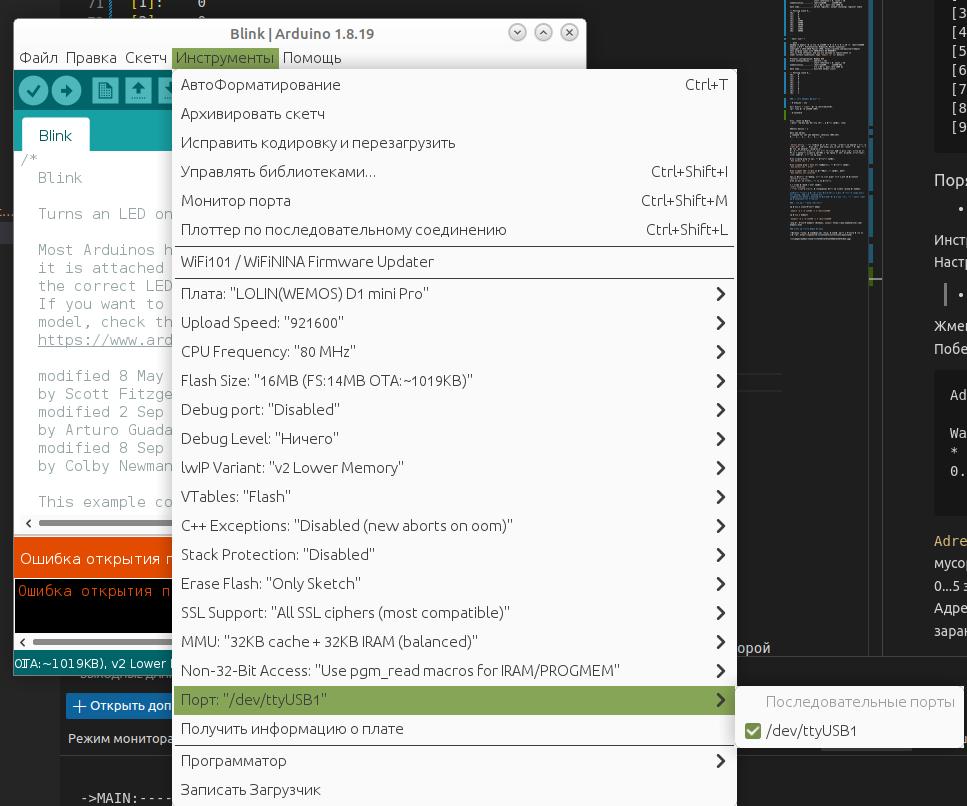 71 [1]: 0
Blink | Arduino 1.8.19
Файл Правка Скетч Инструменты Помощь
АвтоФорматирование Ctrl+T
Архивировать скетч
Исправить кодировку и перезагрузить
Управлять библиотеками... Ctrl+Shift+I
Монитор порта Ctrl+Shift+M
Плоттер по последовательному соединению Ctrl+Shift+L
WiFi101 / WiFiNINA Firmware Updater
Плата: "LOLIN(WEMOS) D1 mini Pro"
Upload Speed: "921600"
CPU Frequency: "80 MHz"
Flash Size: "16MB (FS:14MB OTA:~1019KB)"
Debug port: "Disabled"
Debug Level: "Ничего"
lwIP Variant: "v2 Lower Memory"
VTables: "Flash"
C++ Exceptions: "Disabled (new aborts on oom)"
Stack Protection: "Disabled"
Erase Flash: "Only Sketch"
SSL Support: "All SSL ciphers (most compatible)"
MMU: "32KB cache + 32KB IRAM (balanced)"
Non-32-Bit Access: "Use pgm_read macros for IRAM/PROGMEM"
Порт: "/dev/ttyUSB1"
Получить информацию о плате
Программатор
Записать Загрузчик
Последовательные порты
/dev/ttyUSB1
Blink
/*
Blink
Turns an LED on
Most Arduinos h
it is attached
the correct LED
If you want to
model, check th
https://www.ard
modified 8 May
by Scott Fitzge
modified 2 Sep
by Arturo Guada
modified 8 Sep
by Colby Newman
This example co
Ошибка открытия п
Ошибка открытия п
OTA:~1019KB), v2 Lower
+ Открыть доп
Режим монитора
->MAIN:----
орой
[3
[4
[5
[6
[7
[8
[9
Поря
Инст
Наст
Жме
Побе
Ad
Wa
*
0.
Adre
мусо
0...5 з
Адре
заран